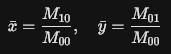 x̄ = M₁₀/M₀₀, ȳ = M₀₁/M₀₀